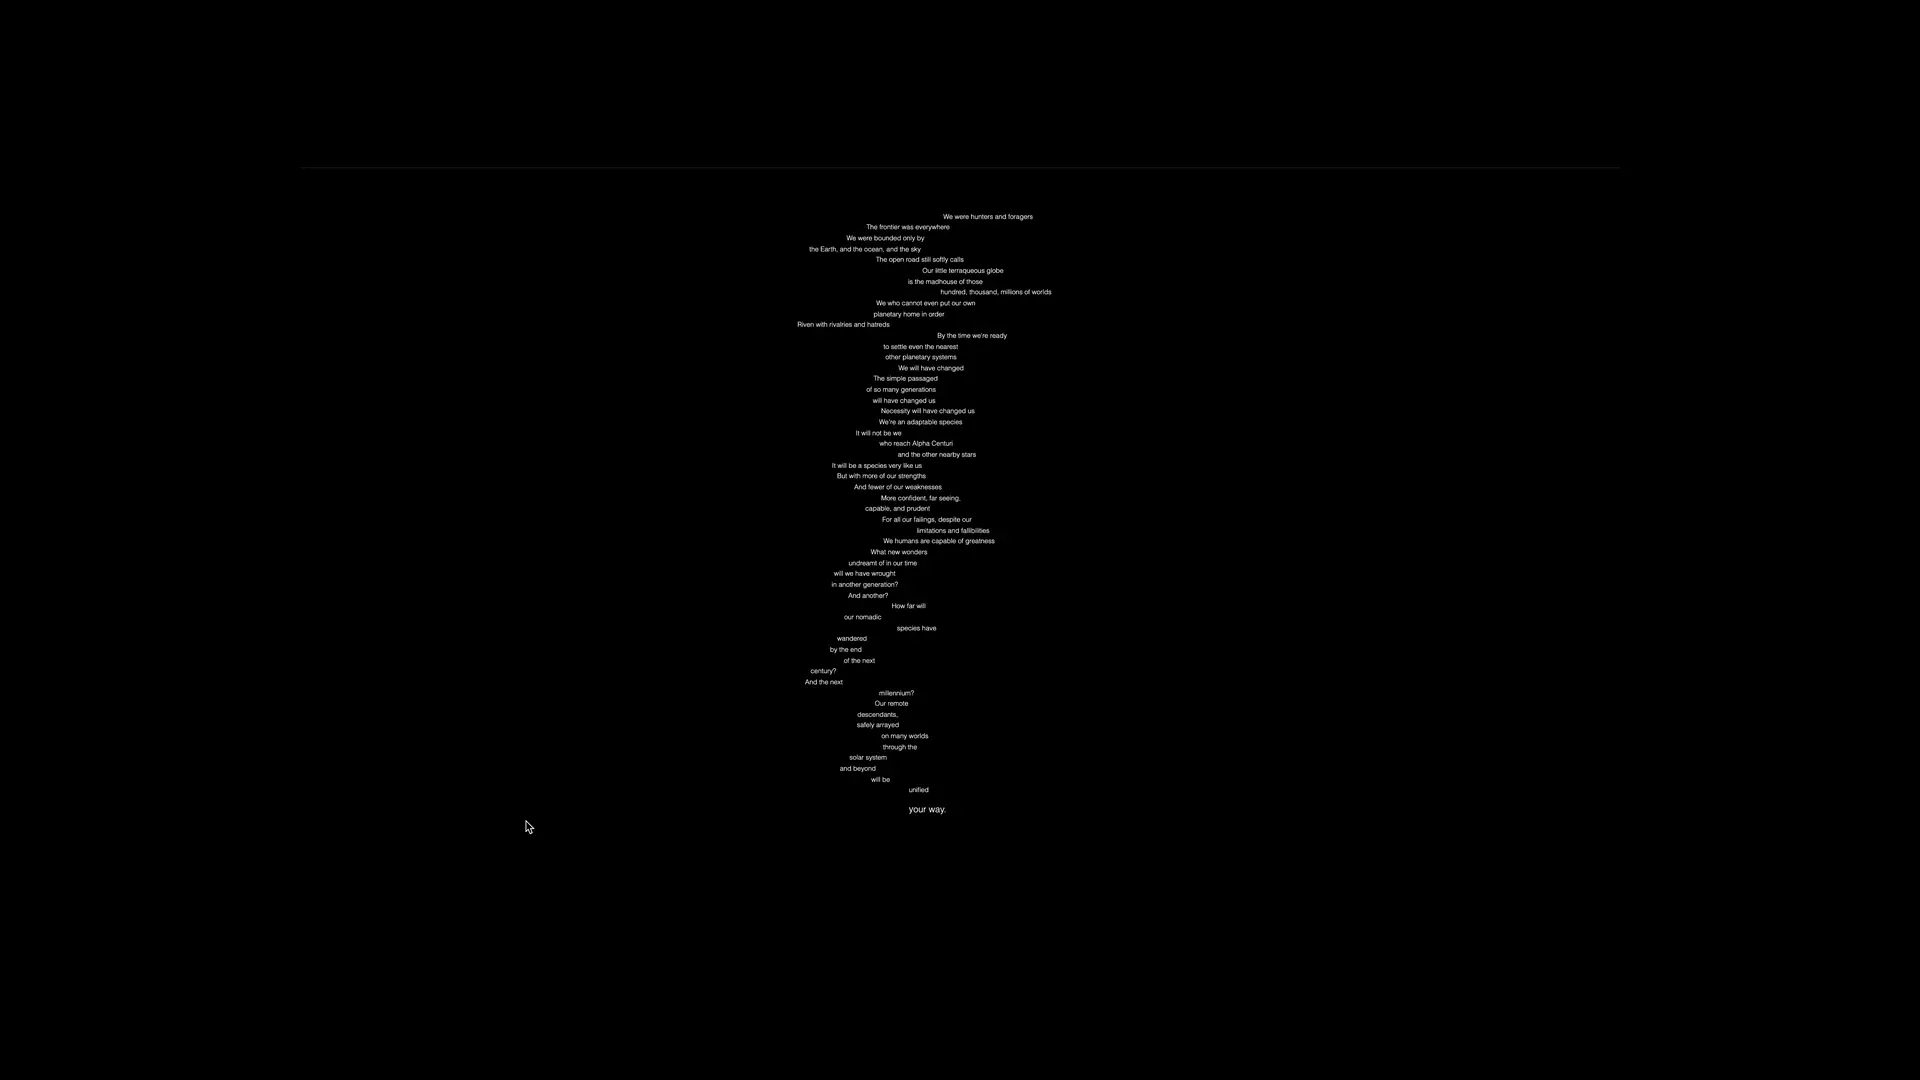 We were hunters and foragers
The frontier was everywhere
We were bounded only by
the Earth, and the ocean, and the sky
The open road still softly calls
Our little terraqueous globe
is the madhouse of those
hundred, thousand, millions of worlds
We who cannot even put our own
planetary home in order
Riven with rivalries and hatreds
By the time we're ready
to settle even the nearest
other planetary systems
We will have changed
The simple passaged
of so many generations
will have changed us
Necessity will have changed us
We're an adaptable species
It will not be we
who reach Alpha Centuri
and the other nearby stars
It will be a species very like us
But with more of our strengths
And fewer of our weaknesses
More confident, far seeing,
capable, and prudent
For all our failings, despite our
limitations and fallibilities
We humans are capable of greatness
What new wonders
undreamt of in our time
will we have wrought
in another generation?
And another?
How far will
our nomadic
species have
wandered
by the end
of the next
century?
And the next
millennium?
Our remote
descendants,
safely arrayed
on many worlds
through the
solar system
and beyond
will be
unified
your way.